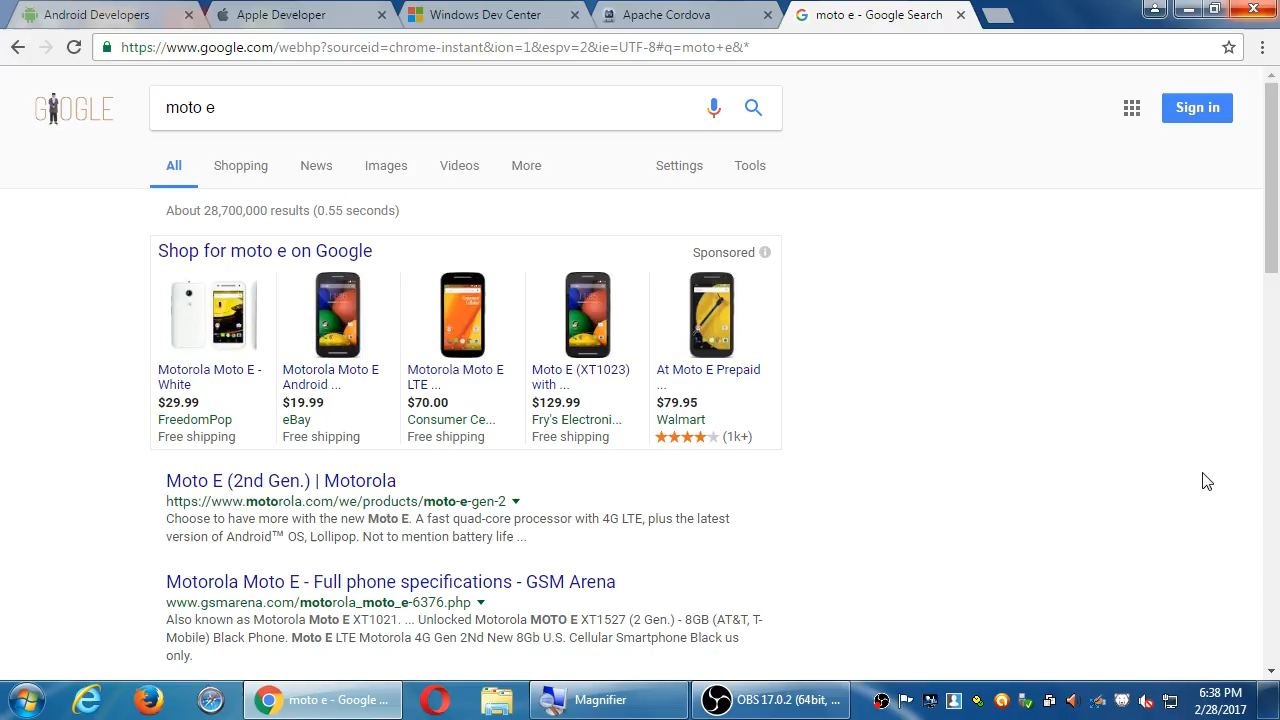 Android Developers
Apple Developer
Windows Dev Center
Apache Cordova
moto e - Google Search
https://www.google.com/webhp?sourceid=chrome-instant&ion=1&espv=2&ie=UTF-8#q=moto+e&*
GOOGLE
moto e
Sign in
All Shopping News Images Videos More Settings Tools
About 28,700,000 results (0.55 seconds)
Shop for moto e on Google
Sponsored
Motorola Moto E -
White
$29.99
FreedomPop
Free shipping
Motorola Moto E
Android ...
$19.99
eBay
Free shipping
Motorola Moto E
LTE ...
$70.00
Consumer Ce...
Free shipping
Moto E (XT1023)
with ...
$129.99
Fry's Electroni...
Free shipping
At Moto E Prepaid
...
$79.95
Walmart
(1k+)
Moto E (2nd Gen.) | Motorola
https://www.motorola.com/we/products/moto-e-gen-2
Choose to have more with the new Moto E. A fast quad-core processor with 4G LTE, plus the latest
version of Android™ OS, Lollipop. Not to mention battery life ...
Motorola Moto E - Full phone specifications - GSM Arena
www.gsmarena.com/motorola_moto_e-6376.php
Also known as Motorola Moto E XT1021. ... Unlocked Motorola MOTO E XT1527 (2 Gen.) - 8GB (AT&T, T-
Mobile) Black Phone. Moto E LTE Motorola 4G Gen 2Nd New 8Gb U.S. Cellular Smartphone Black us
only.
moto e - Google ...
Magnifier
OBS 17.0.2 (64bit, ...
6:38 PM
2/28/2017